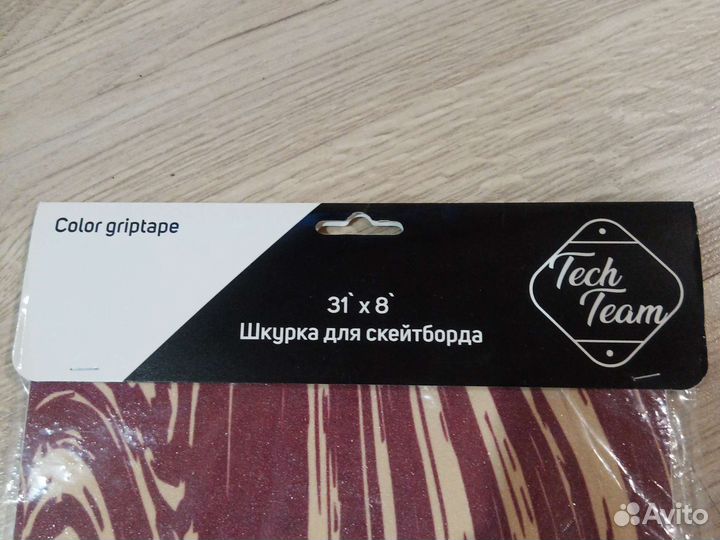 Color griptape
31` x 8`
Шкурка для скейтборда
Tech
Team
Avito